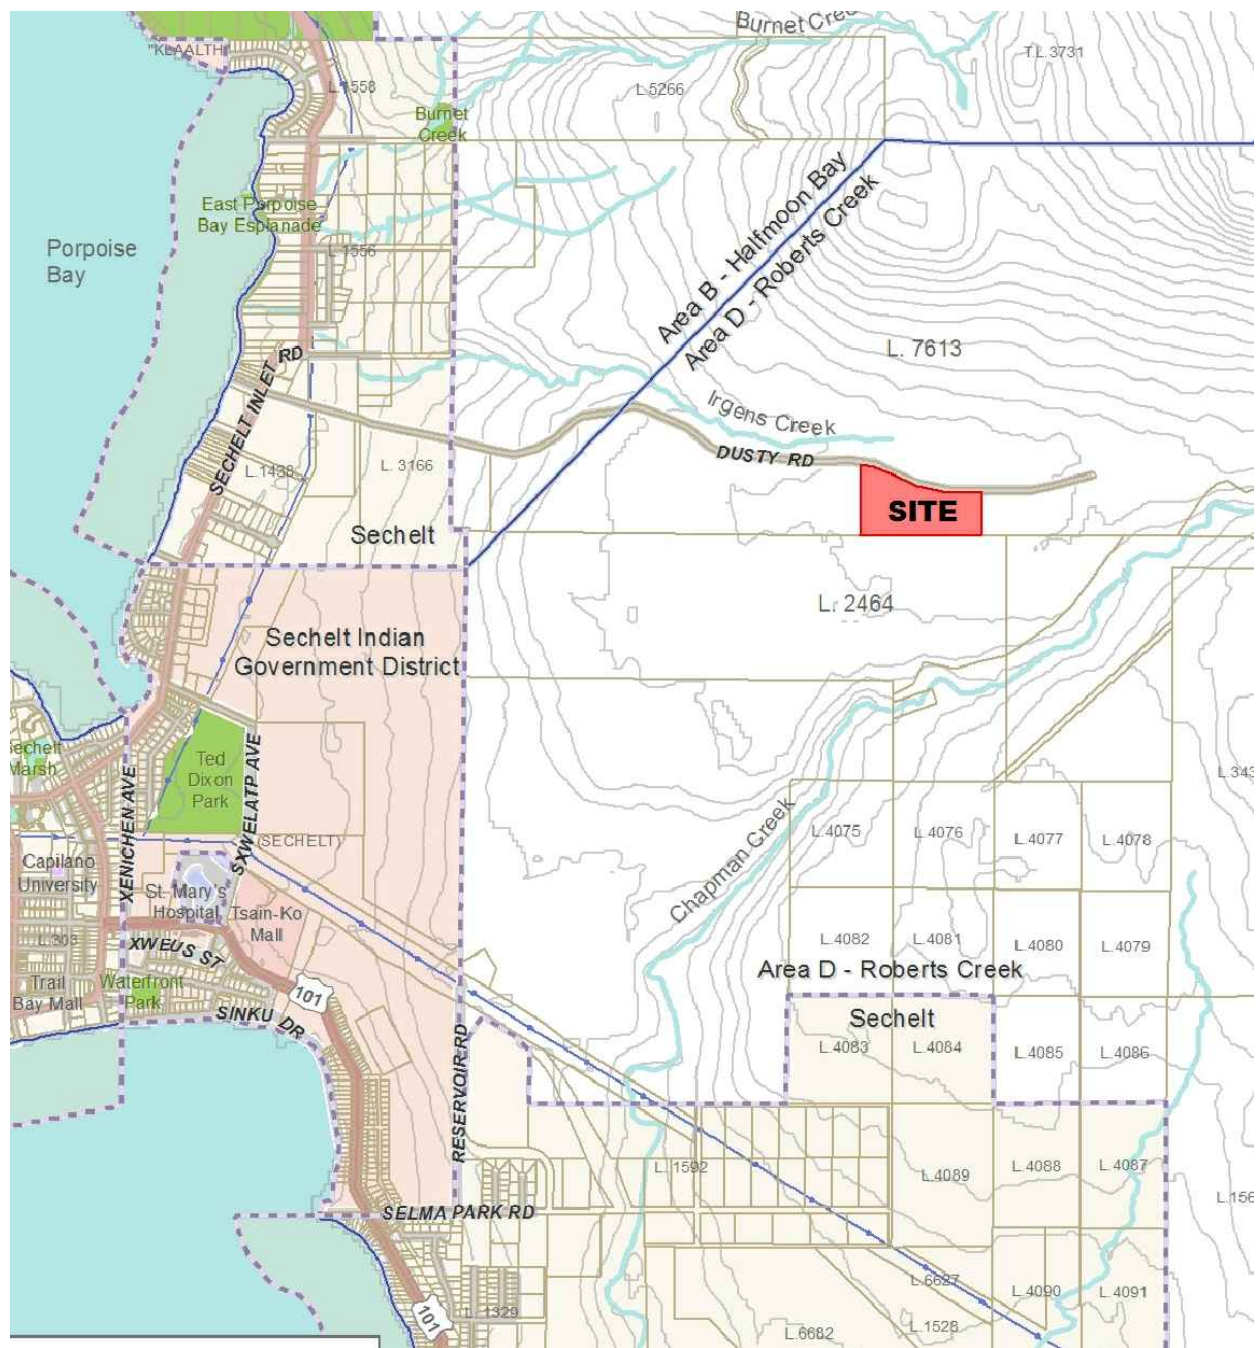 Burnet Creek
"KLAALTH
T.L.3731
L.1558
L.5266
Burnet
Creek
East Porpoise
Bay Esplanade
Porpoise
Bay
L.1556
Area B - Halfmoon Bay
Area D - Roberts Creek
L. 7613
SECHELT INLET RD
Irgens Creek
DUSTY RD
L.1438
L. 3166
SITE
Sechelt
L. 2464
Sechelt Indian
Government District
Sechelt
Marsh
Ted
Dixon
Park
XENICHEN AVE
SXWELATP AVE
L.343
(SECHELT)
L.4075
L.4076
L.4077
L.4078
Capilano
University
St. Mary's
Hospital
Tsain-Ko
Mall
Chapman Creek
L.303
XWEUS ST
L.4082
L.4081
L.4080
L.4079
Area D - Roberts Creek
Trail
Bay Mall
Waterfront
Park
101
SINKU DR
Sechelt
L.4083
L.4084
L.4085
L.4086
RESERVOIR RD
L. 1592
L.4089
L.4088
L.4087
L.156
SELMA PARK RD
L.6627
L.4090
L.4091
101
L.1329
L.6682
L.1528